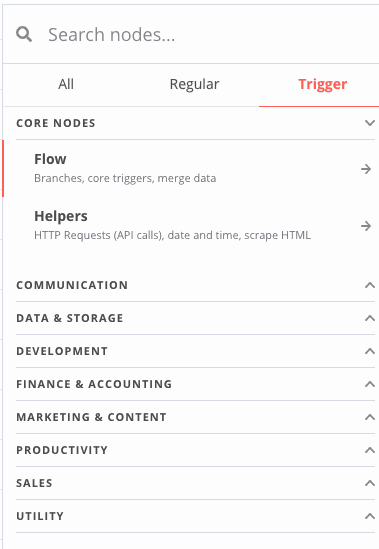 Search nodes...
All Regular Trigger
CORE NODES
Flow
Branches, core triggers, merge data
Helpers
HTTP Requests (API calls), date and time, scrape HTML
COMMUNICATION
DATA & STORAGE
DEVELOPMENT
FINANCE & ACCOUNTING
MARKETING & CONTENT
PRODUCTIVITY
SALES
UTILITY